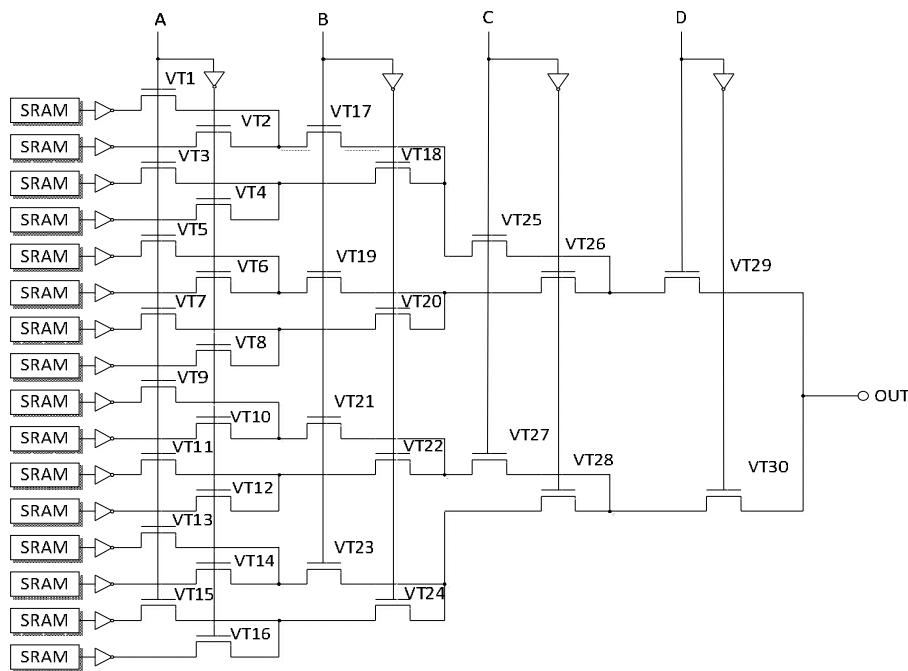 A B C D
VT1
SRAM
VT2 VT17
SRAM
VT3 VT18
SRAM
VT4
SRAM
VT5 VT25
SRAM
VT6 VT19 VT26 VT29
SRAM
VT7 VT20
SRAM
VT8
SRAM
VT9
SRAM OUT
VT10 VT21
SRAM
VT11 VT22 VT27
SRAM
VT12 VT28 VT30
SRAM
VT13
SRAM
VT14 VT23
SRAM
VT15 VT24
SRAM
VT16
SRAM